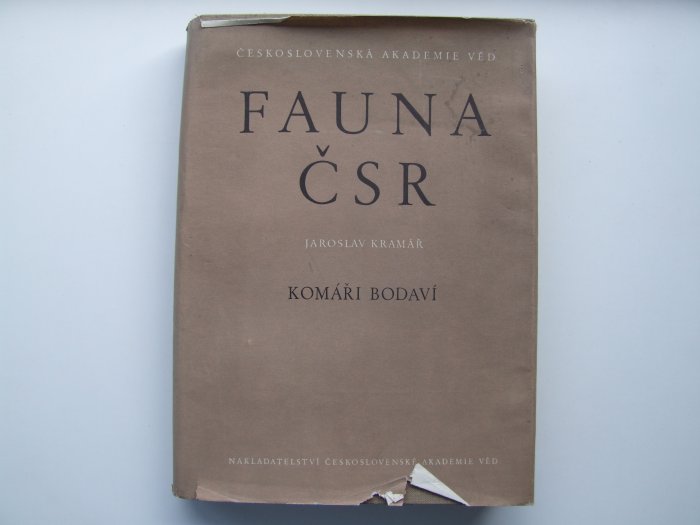 ČESKOSLOVENSKÁ AKADEMIE VĚD
FAUNA
ČSR
JAROSLAV KRAMÁŘ
KOMÁŘI BODAVÍ
NAKLADATELSTVÍ ČESKOSLOVENSKÉ AKADEMIE VĚD